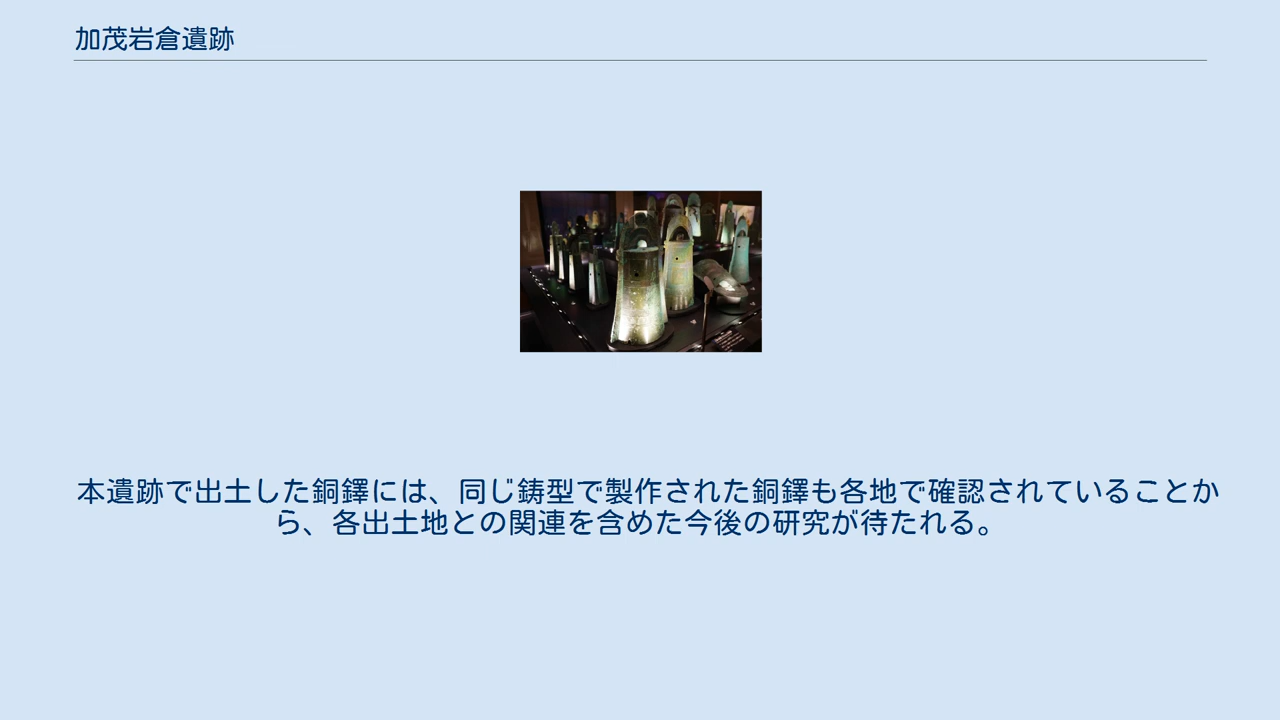 加茂岩倉遺跡
本遺跡で出土した銅鐸には、同じ鋳型で製作された銅鐸も各地で確認されていることか
ら、各出土地との関連を含めた今後の研究が待たれる。